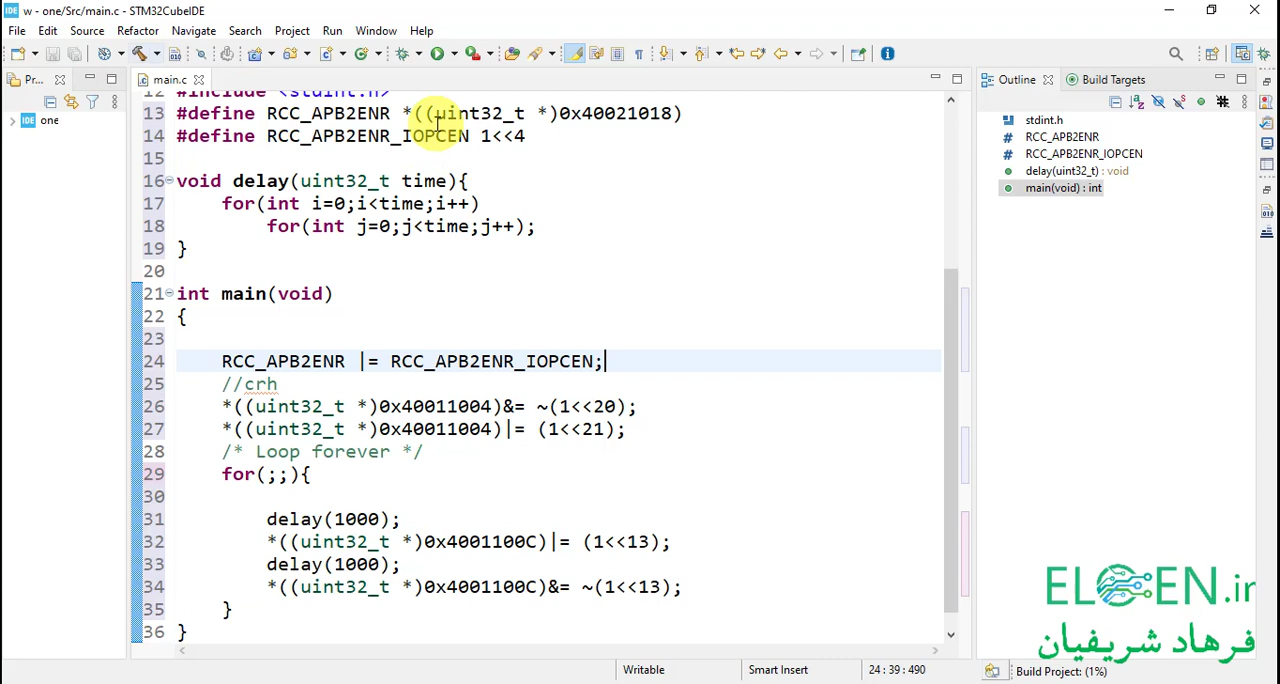 w - one/Src/main.c - STM32CubeIDE
File Edit Source Refactor Navigate Search Project Run Window Help
Pr...
main.c
Outline
Build Targets
one
#include <stdint.h>
13 #define RCC_APB2ENR *((uint32_t *)0x40021018)
14 #define RCC_APB2ENR_IOPCEN 1<<4
15
16 void delay(uint32_t time){
17 for(int i=0;i<time;i++)
18 for(int j=0;j<time;j++);
19 }
20
21 int main(void)
22 {
23
24 RCC_APB2ENR |= RCC_APB2ENR_IOPCEN;
25 //crh
26 *((uint32_t *)0x40011004)&= ~(1<<20);
27 *((uint32_t *)0x40011004)|= (1<<21);
28 /* Loop forever */
29 for(;;){
30
31 delay(1000);
32 *((uint32_t *)0x4001100C)|= (1<<13);
33 delay(1000);
34 *((uint32_t *)0x4001100C)&= ~(1<<13);
35 }
36 }
stdint.h
RCC_APB2ENR
RCC_APB2ENR_IOPCEN
delay(uint32_t) : void
main(void) : int
ELOEN.ir
فرهاد شریفیان
Writable
Smart Insert
24 : 39 : 490
Build Project: (1%)